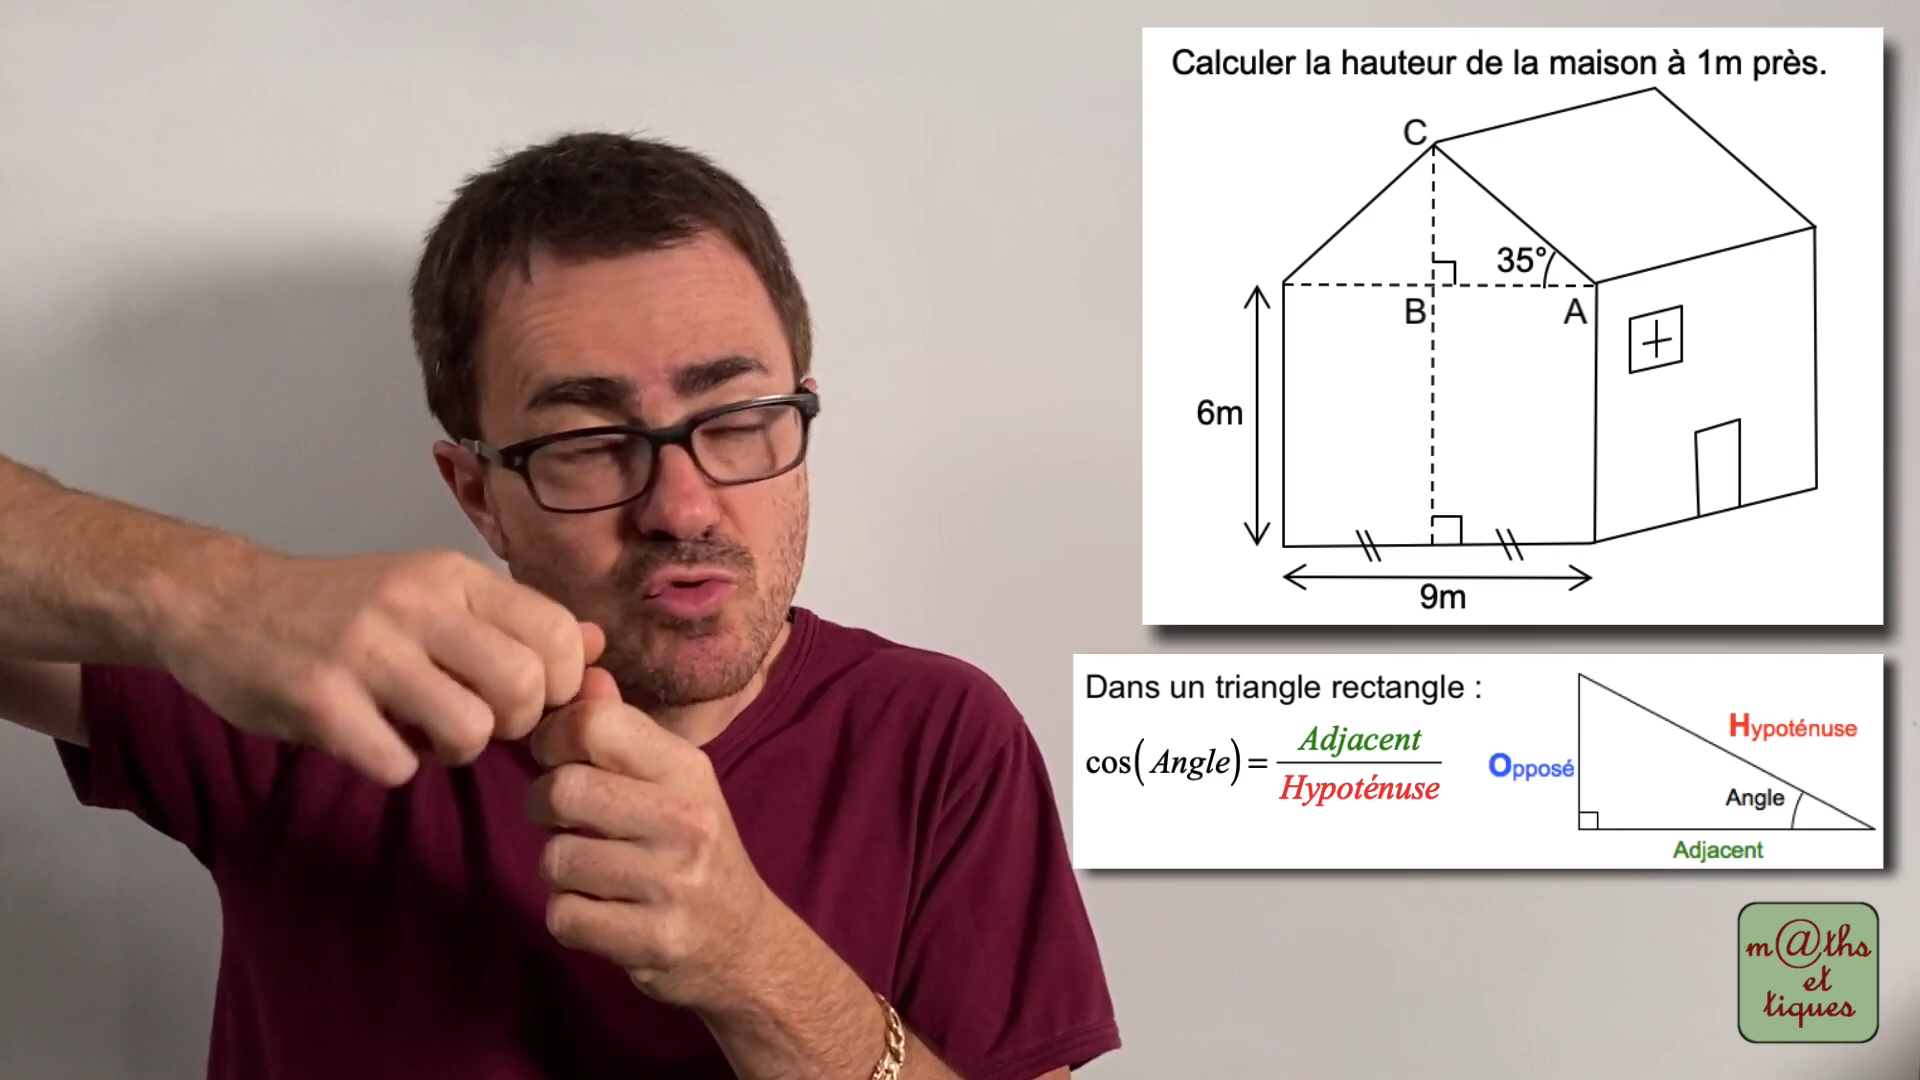 Calculer la hauteur de la maison à 1m près.
C
35°
B
A
6m
9m
Dans un triangle rectangle :
cos(Angle)=Adjacent
Hypoténuse
Hypoténuse
Opposé
Angle
Adjacent
m@ths
et
tiques